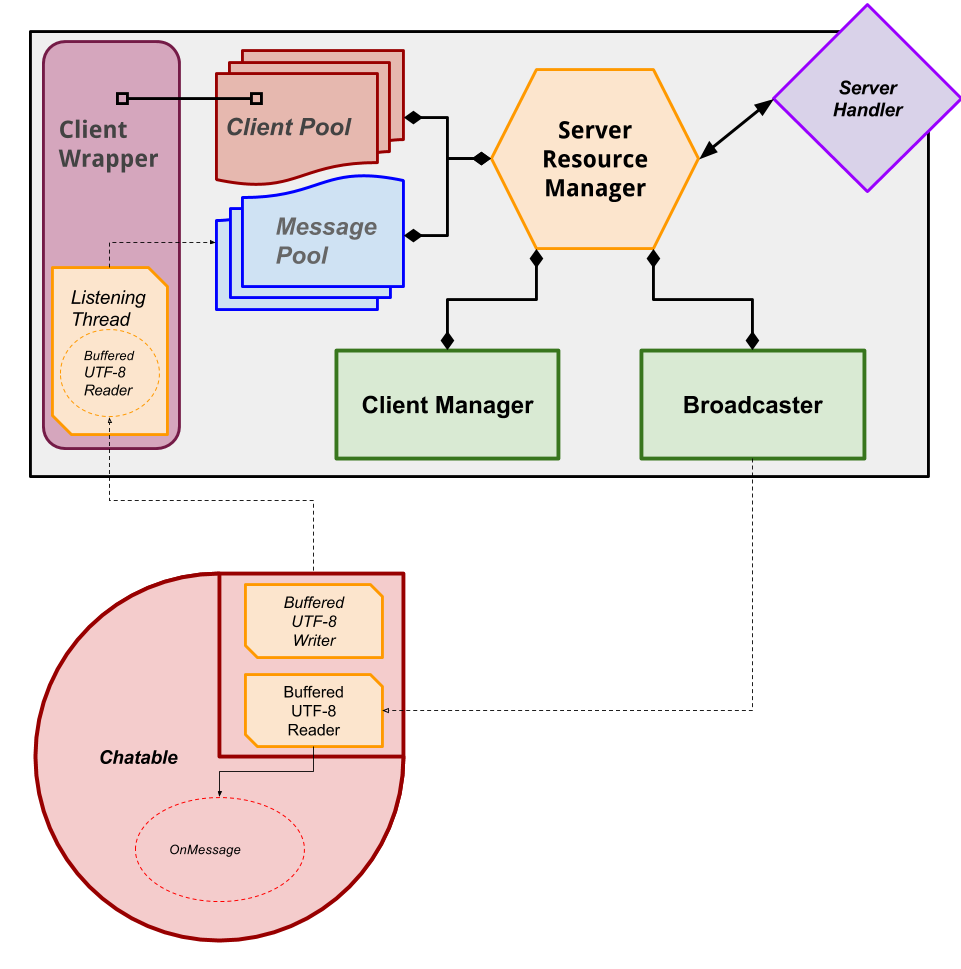 Client
Wrapper
Client Pool
Server
Resource
Manager
Server
Handler
Message
Pool
Listening
Thread
Buffered
UTF-8
Reader
Client Manager
Broadcaster
Buffered
UTF-8
Writer
Buffered
UTF-8
Reader
Chatable
OnMessage